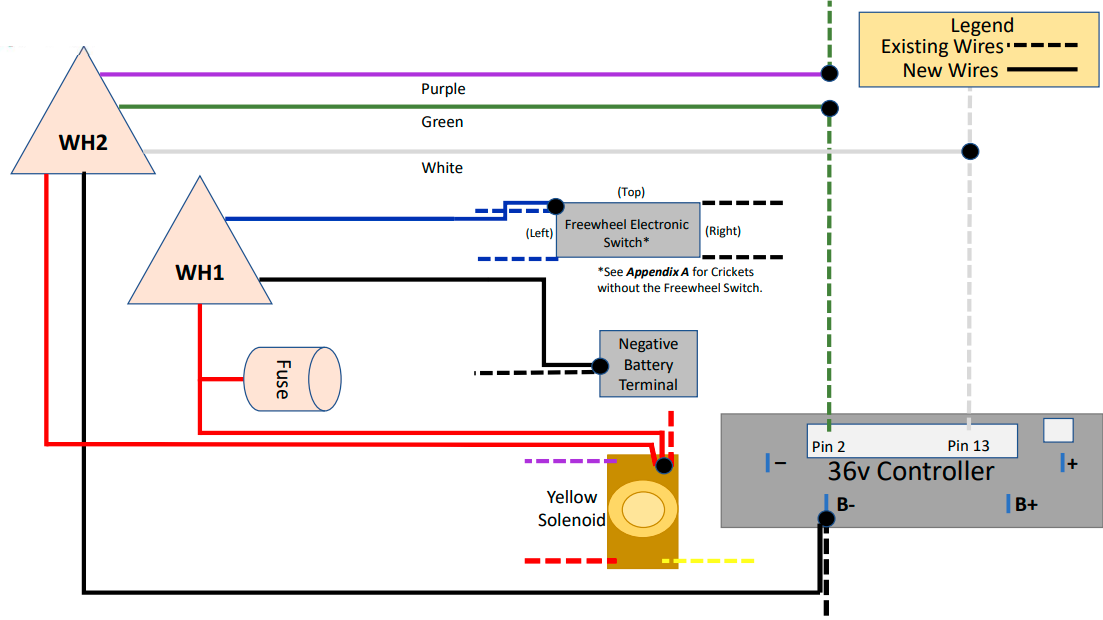 Legend
Existing Wires
New Wires
Purple
Green
WH2
White
(Top)
(Left)
Freewheel Electronic
Switch*
(Right)
WH1
*See Appendix A for Crickets
without the Freewheel Switch.
Negative
Battery
Terminal
Fuse
Pin 2
Pin 13
–
36v Controller
+
Yellow
Solenoid
B-
B+